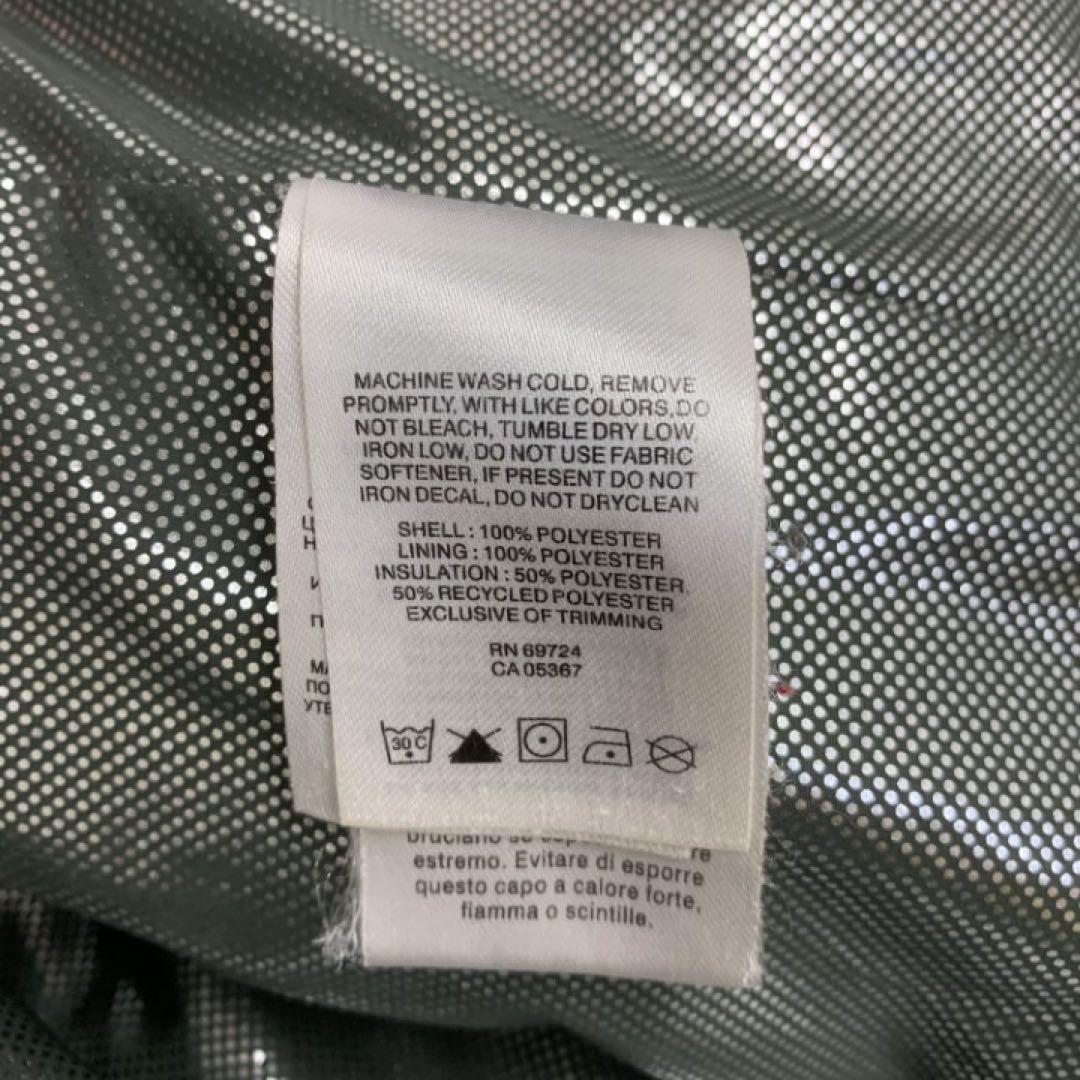 MACHINE WASH COLD, REMOVE
PROMPTLY, WITH LIKE COLORS, DO
NOT BLEACH, TUMBLE DRY LOW,
IRON LOW, DO NOT USE FABRIC
SOFTENER, IF PRESENT DO NOT
IRON DECAL, DO NOT DRYCLEAN
SHELL : 100% POLYESTER
LINING : 100% POLYESTER
INSULATION : 50% POLYESTER,
50% RECYCLED POLYESTER
EXCLUSIVE OF TRIMMING
RN 69724
CA 05367
30 C
estremo. Evitare di esporre
questo capo a calore forte,
fiamma o scintille.